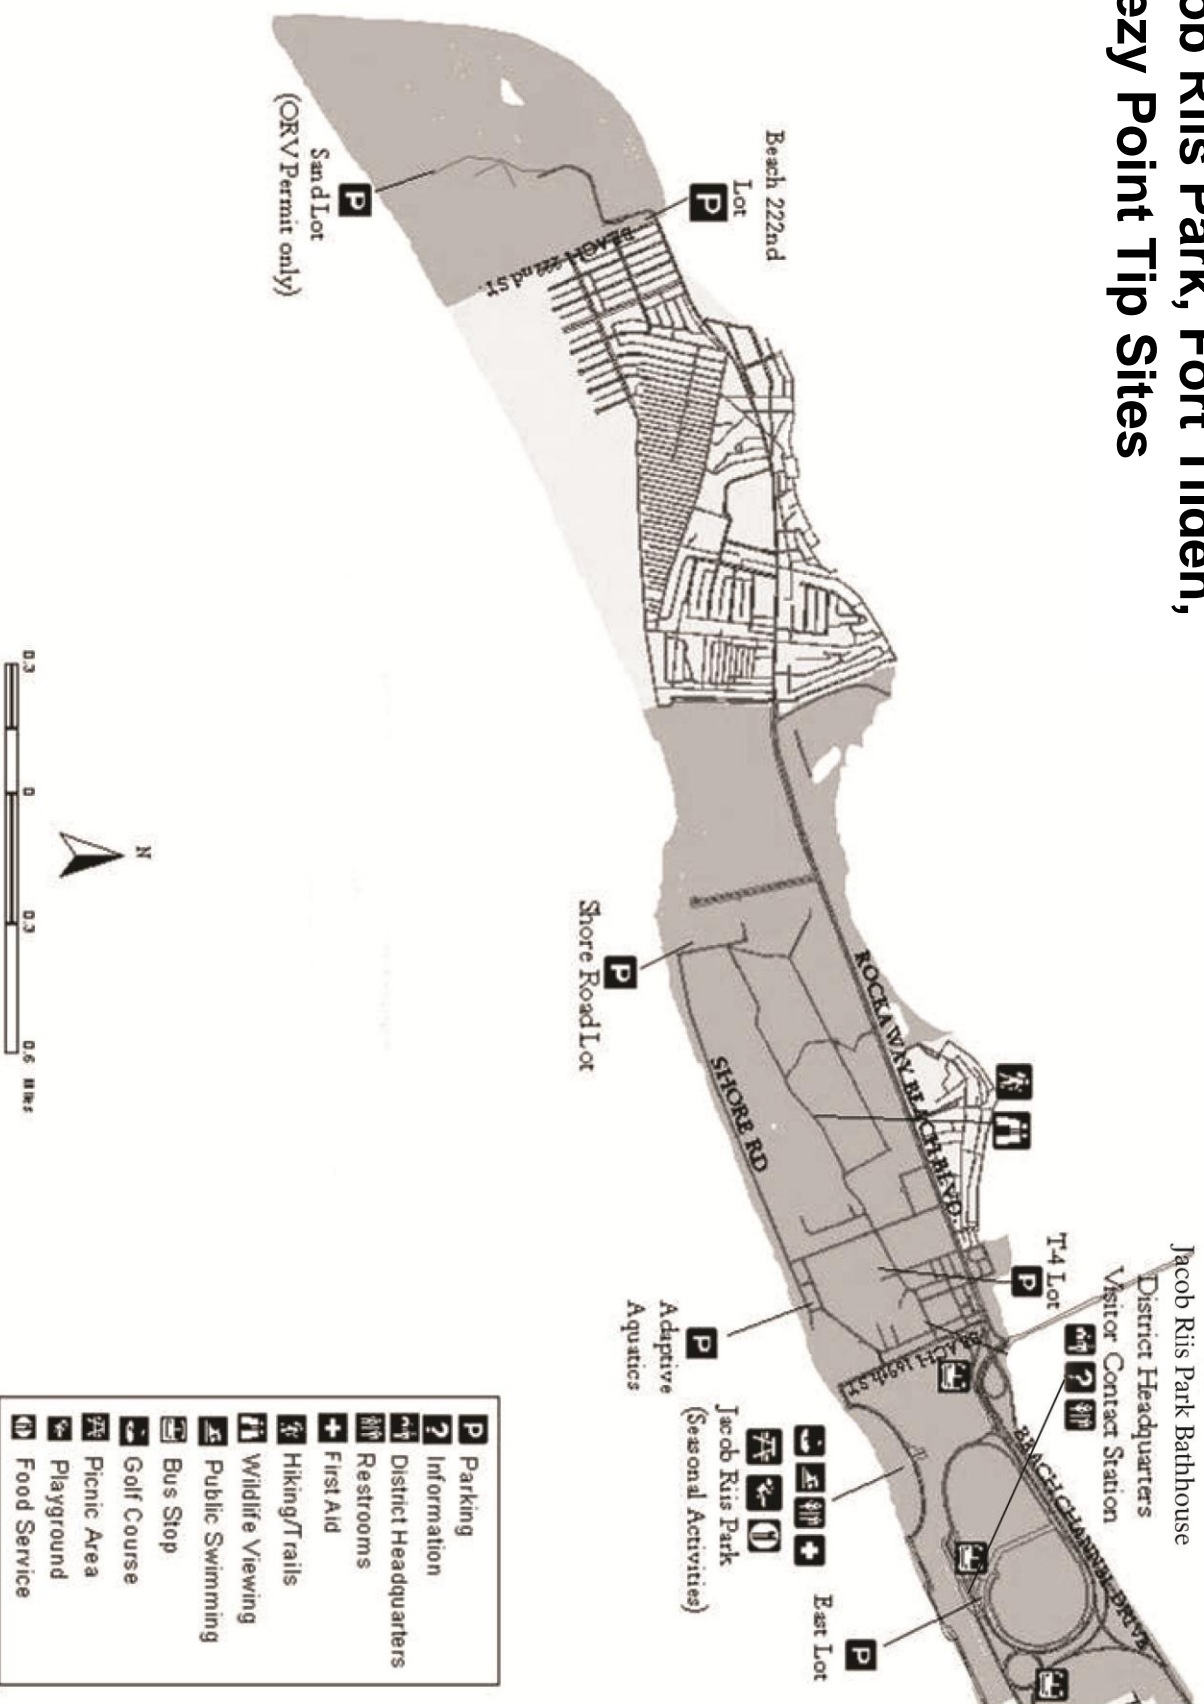 ob Riis Park, Fort Tilden,
ezy Point Tip Sites
Beach 222nd
Lot
P
P
Sand Lot
(ORV Permit only)
BEACH 222nd ST.
ROCKAWAY BEACH BLVD.
SHORE RD
P
Shore Road Lot
T-4 Lot
P
Jacob Riis Park Bathhouse
District Headquarters
Visitor Contact Station
?
BEACH 169th ST
BEACH CHANNEL DRIVE
P
Adaptive
Aquatics
Jacob Riis Park
(Seasonal Activities)
East Lot
P
N
0.3 0 0.3 0.6 Miles
P Parking
? Information
District Headquarters
Restrooms
First Aid
Hiking/Trails
Wildlife Viewing
Public Swimming
Bus Stop
Golf Course
Picnic Area
Playground
Food Service